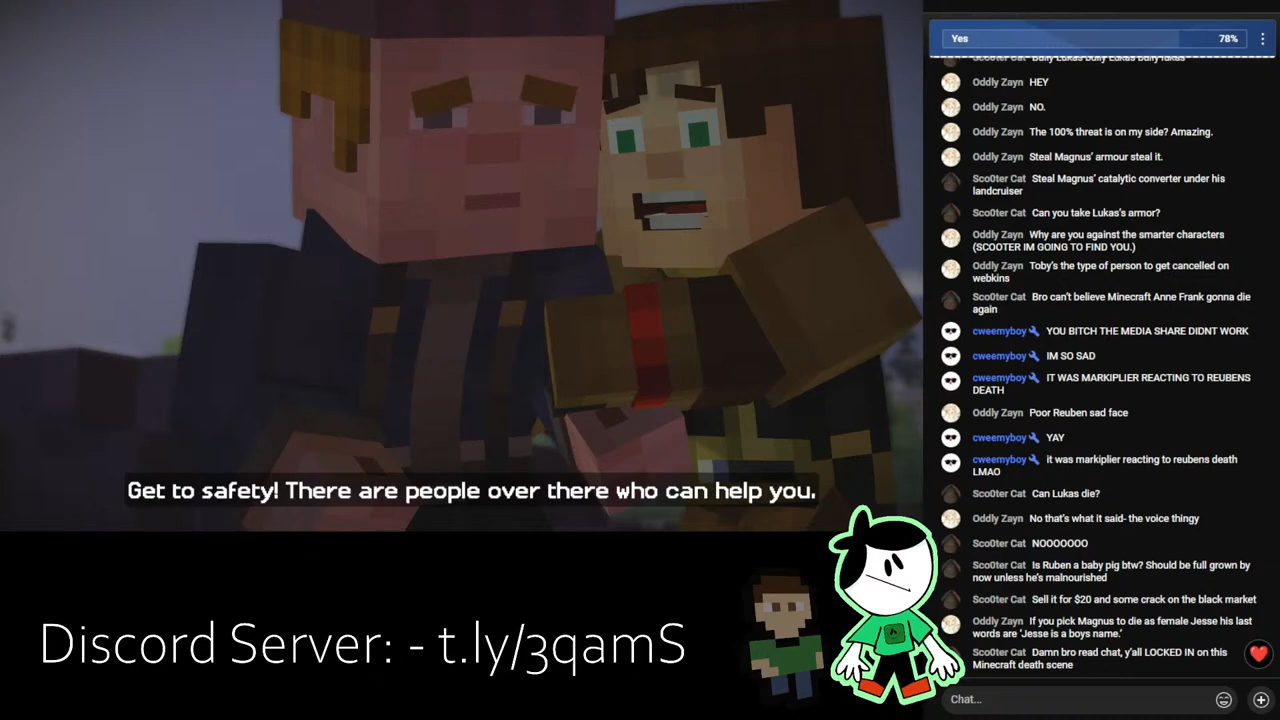 Yes
78%
Oddly Zayn HEY
Oddly Zayn NO.
Oddly Zayn The 100% threat is on my side? Amazing.
Oddly Zayn Steal Magnus' armour steal it.
Sco0ter Cat Steal Magnus' catalytic converter under his
landcruiser
Sco0ter Cat Can you take Lukas's armor?
Oddly Zayn Why are you against the smarter characters
(SCOOTER IM GOING TO FIND YOU.)
Oddly Zayn Toby's the type of person to get cancelled on
webkins
Sco0ter Cat Bro can't believe Minecraft Anne Frank gonna die
again
cweemyboy YOU BITCH THE MEDIA SHARE DIDNT WORK
cweemyboy IM SO SAD
cweemyboy IT WAS MARKIPLIER REACTING TO REUBENS
DEATH
Oddly Zayn Poor Reuben sad face
cweemyboy YAY
cweemyboy it was markiplier reacting to reubens death
LMAO
Sco0ter Cat Can Lukas die?
Oddly Zayn No that's what it said- the voice thingy
Sco0ter Cat NOOOOOOO
Sco0ter Cat Is Ruben a baby pig btw? Should be full grown by
now unless he's malnourished
Sco0ter Cat Sell it for $20 and some crack on the black market
Oddly Zayn If you pick Magnus to die as female Jesse his last
words are 'Jesse is a boys name.'
Sco0ter Cat Damn bro read chat, y'all LOCKED IN on this
Minecraft death scene
Chat...
Get to safety! There are people over there who can help you.
Discord Server: - t.ly/3qamS